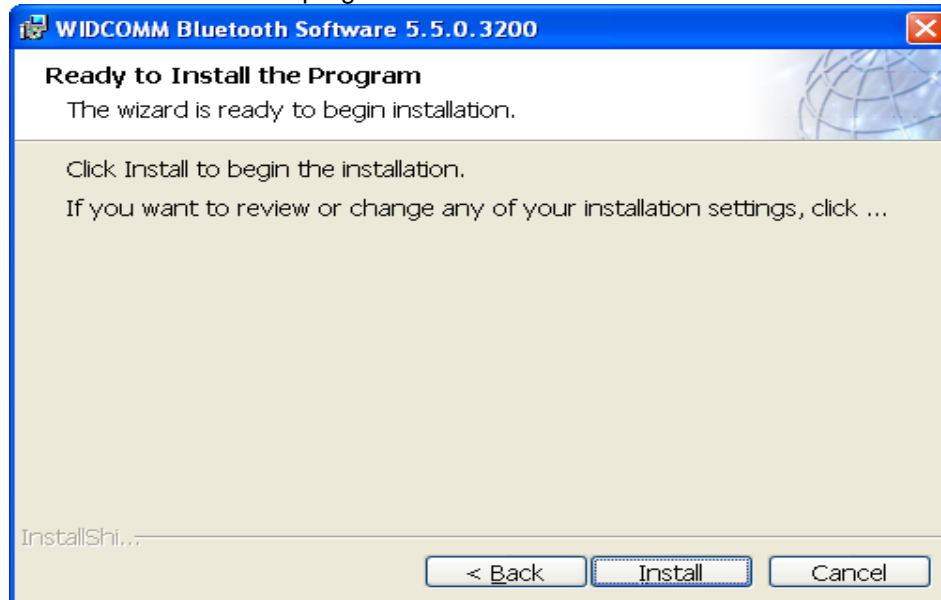 WIDCOMM Bluetooth Software 5.5.0.3200
Ready to Install the Program
The wizard is ready to begin installation.
Click Install to begin the installation.
If you want to review or change any of your installation settings, click ...
InstallShi...
< Back Install Cancel